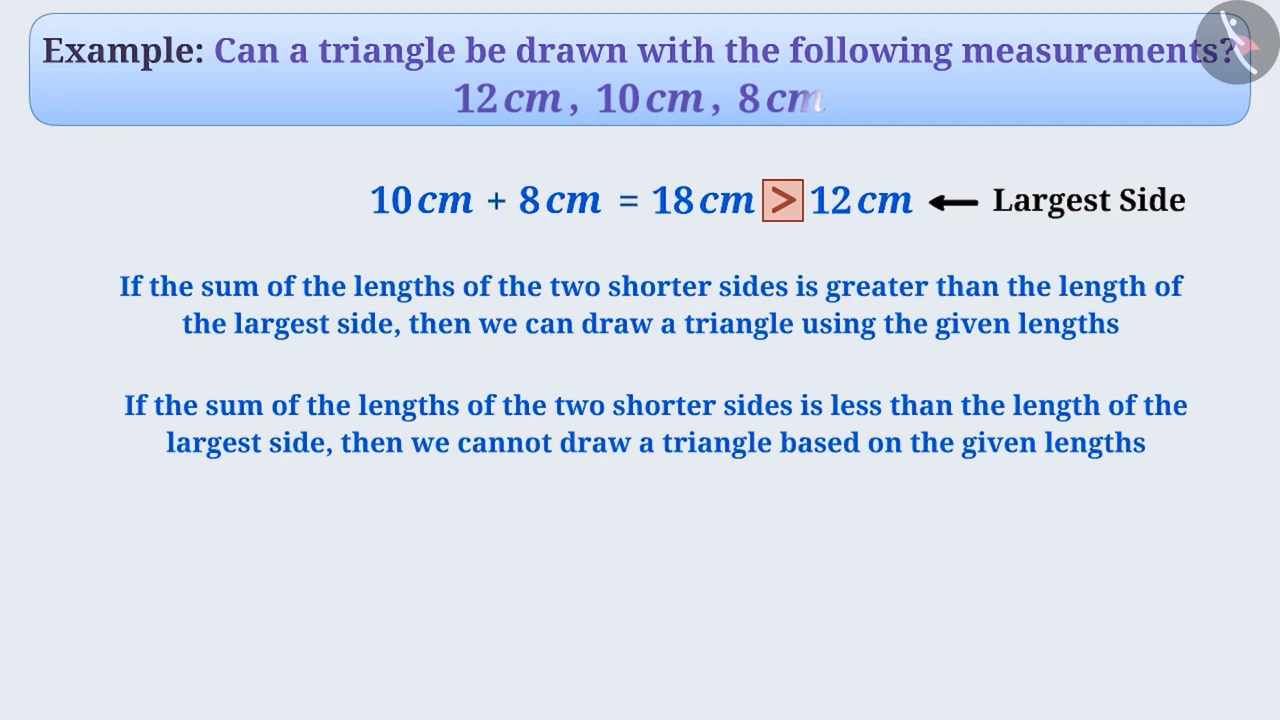 Example: Can a triangle be drawn with the following measurements?
12 cm, 10 cm, 8 cm
10 cm + 8 cm = 18 cm > 12 cm ← Largest Side
If the sum of the lengths of the two shorter sides is greater than the length of
the largest side, then we can draw a triangle using the given lengths
If the sum of the lengths of the two shorter sides is less than the length of the
largest side, then we cannot draw a triangle based on the given lengths